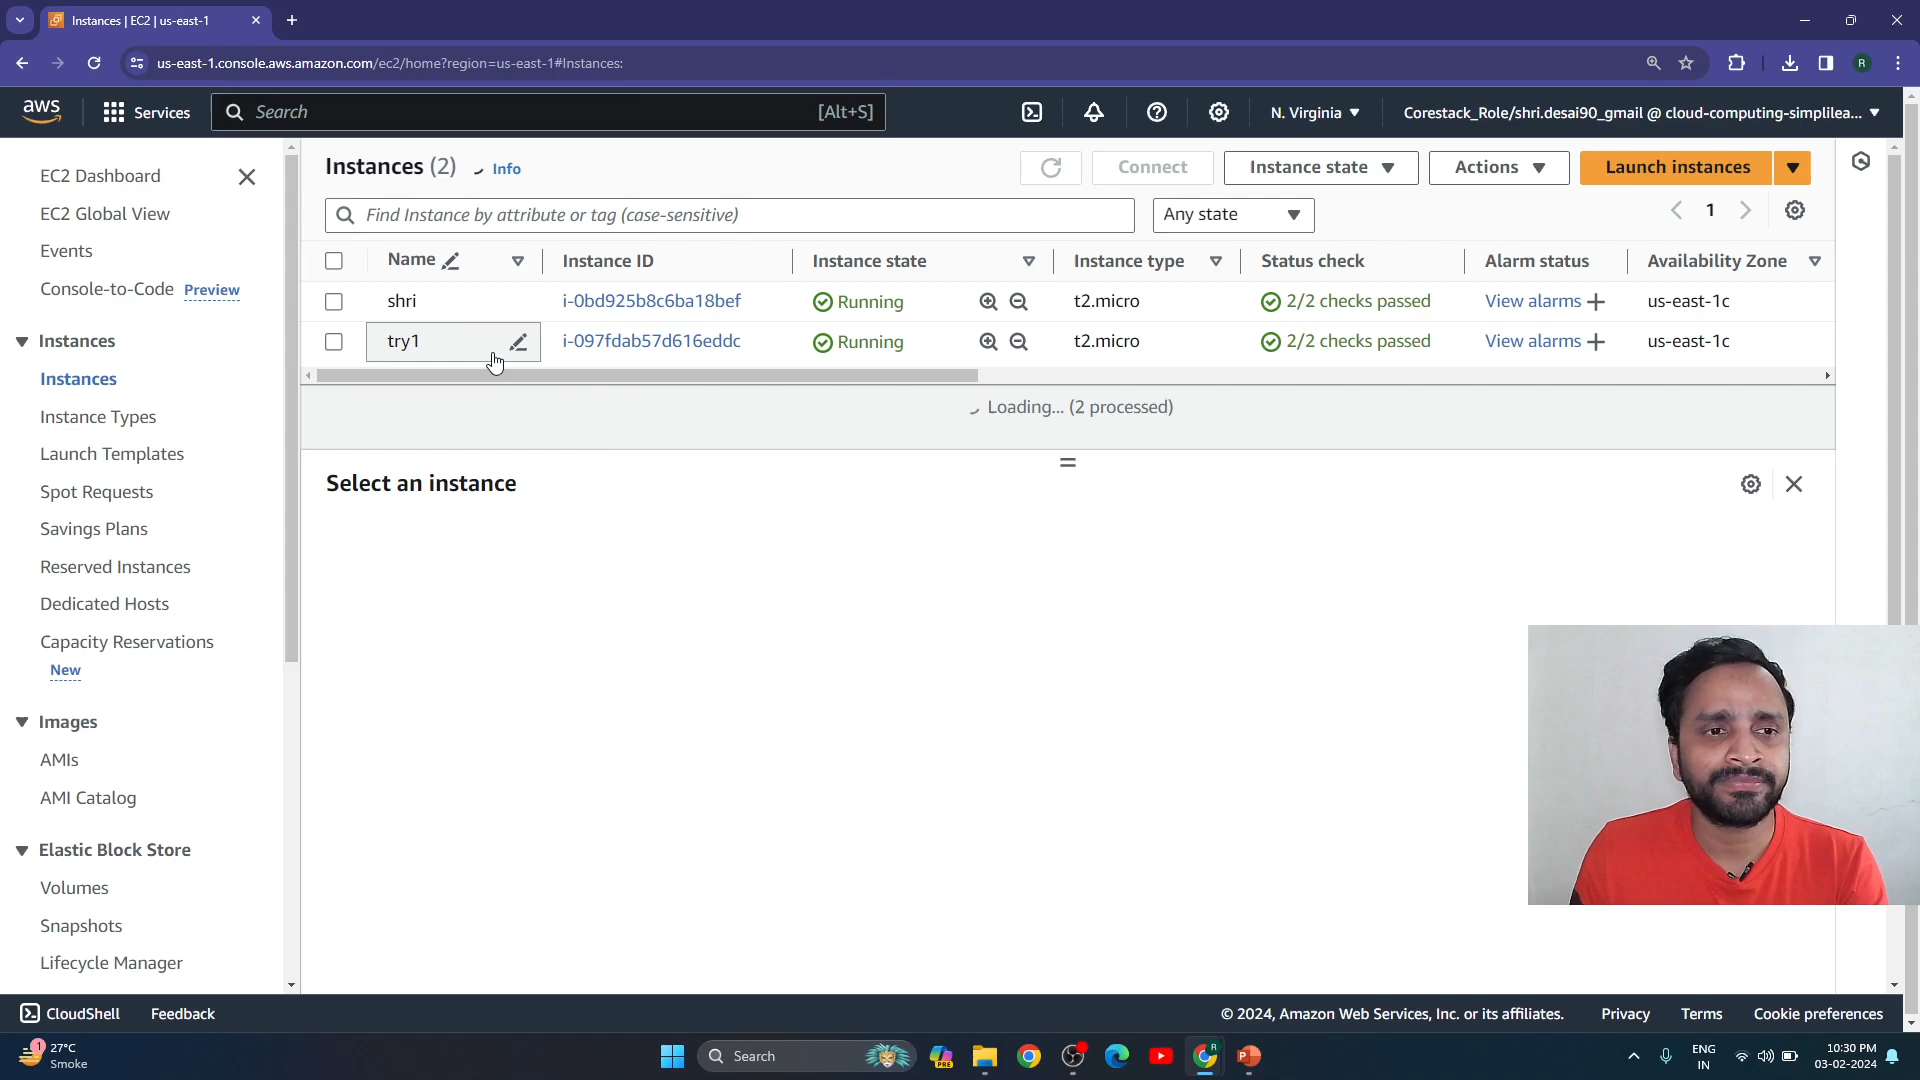 Instances | EC2 | us-east-1
us-east-1.console.aws.amazon.com/ec2/home?region=us-east-1#Instances:
R
aws
Services
Search
[Alt+S]
N. Virginia
Corestack_Role/shri.desai90_gmail @ cloud-computing-simplilea...
EC2 Dashboard
EC2 Global View
Events
Console-to-Code Preview
Instances
Instances
Instance Types
Launch Templates
Spot Requests
Savings Plans
Reserved Instances
Dedicated Hosts
Capacity Reservations
New
Images
AMIs
AMI Catalog
Elastic Block Store
Volumes
Snapshots
Lifecycle Manager
Instances (2) Info
Connect
Instance state
Actions
Launch instances
Find Instance by attribute or tag (case-sensitive)
Any state
1
Name Instance ID Instance state Instance type Status check Alarm status Availability Zone
shri i-0bd925b8c6ba18bef Running t2.micro 2/2 checks passed View alarms us-east-1c
try1 i-097fdab57d616eddc Running t2.micro 2/2 checks passed View alarms us-east-1c
Loading... (2 processed)
Select an instance
CloudShell
Feedback
© 2024, Amazon Web Services, Inc. or its affiliates.
Privacy
Terms
Cookie preferences
1
27°C
Smoke
Search
PRE
R
P
ENG
IN
10:30 PM
03-02-2024